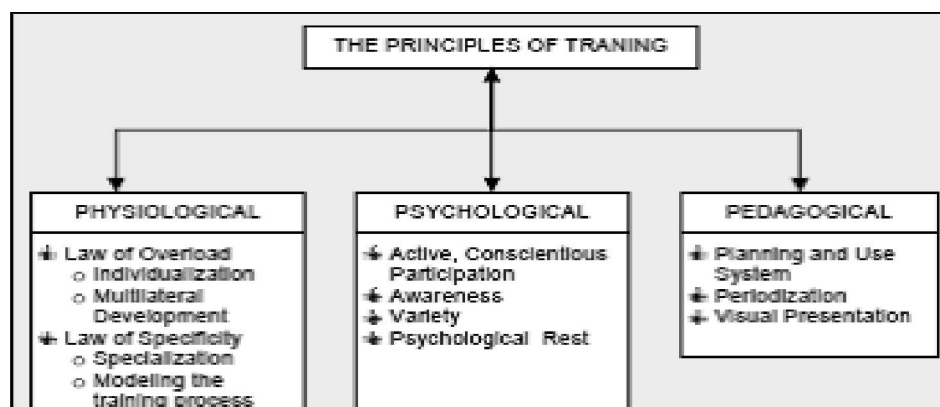 THE PRINCIPLES OF TRANING
PHYSIOLOGICAL
Law of Overload
Individualization
Multilateral
Development
Law of Specificity
Specialization
Modeling the
training process
PSYCHOLOGICAL
Active, Conscientious
Participation
Awareness
Variety
Psychological Rest
PEDAGOGICAL
Planning and Use
System
Periodization
Visual Presentation